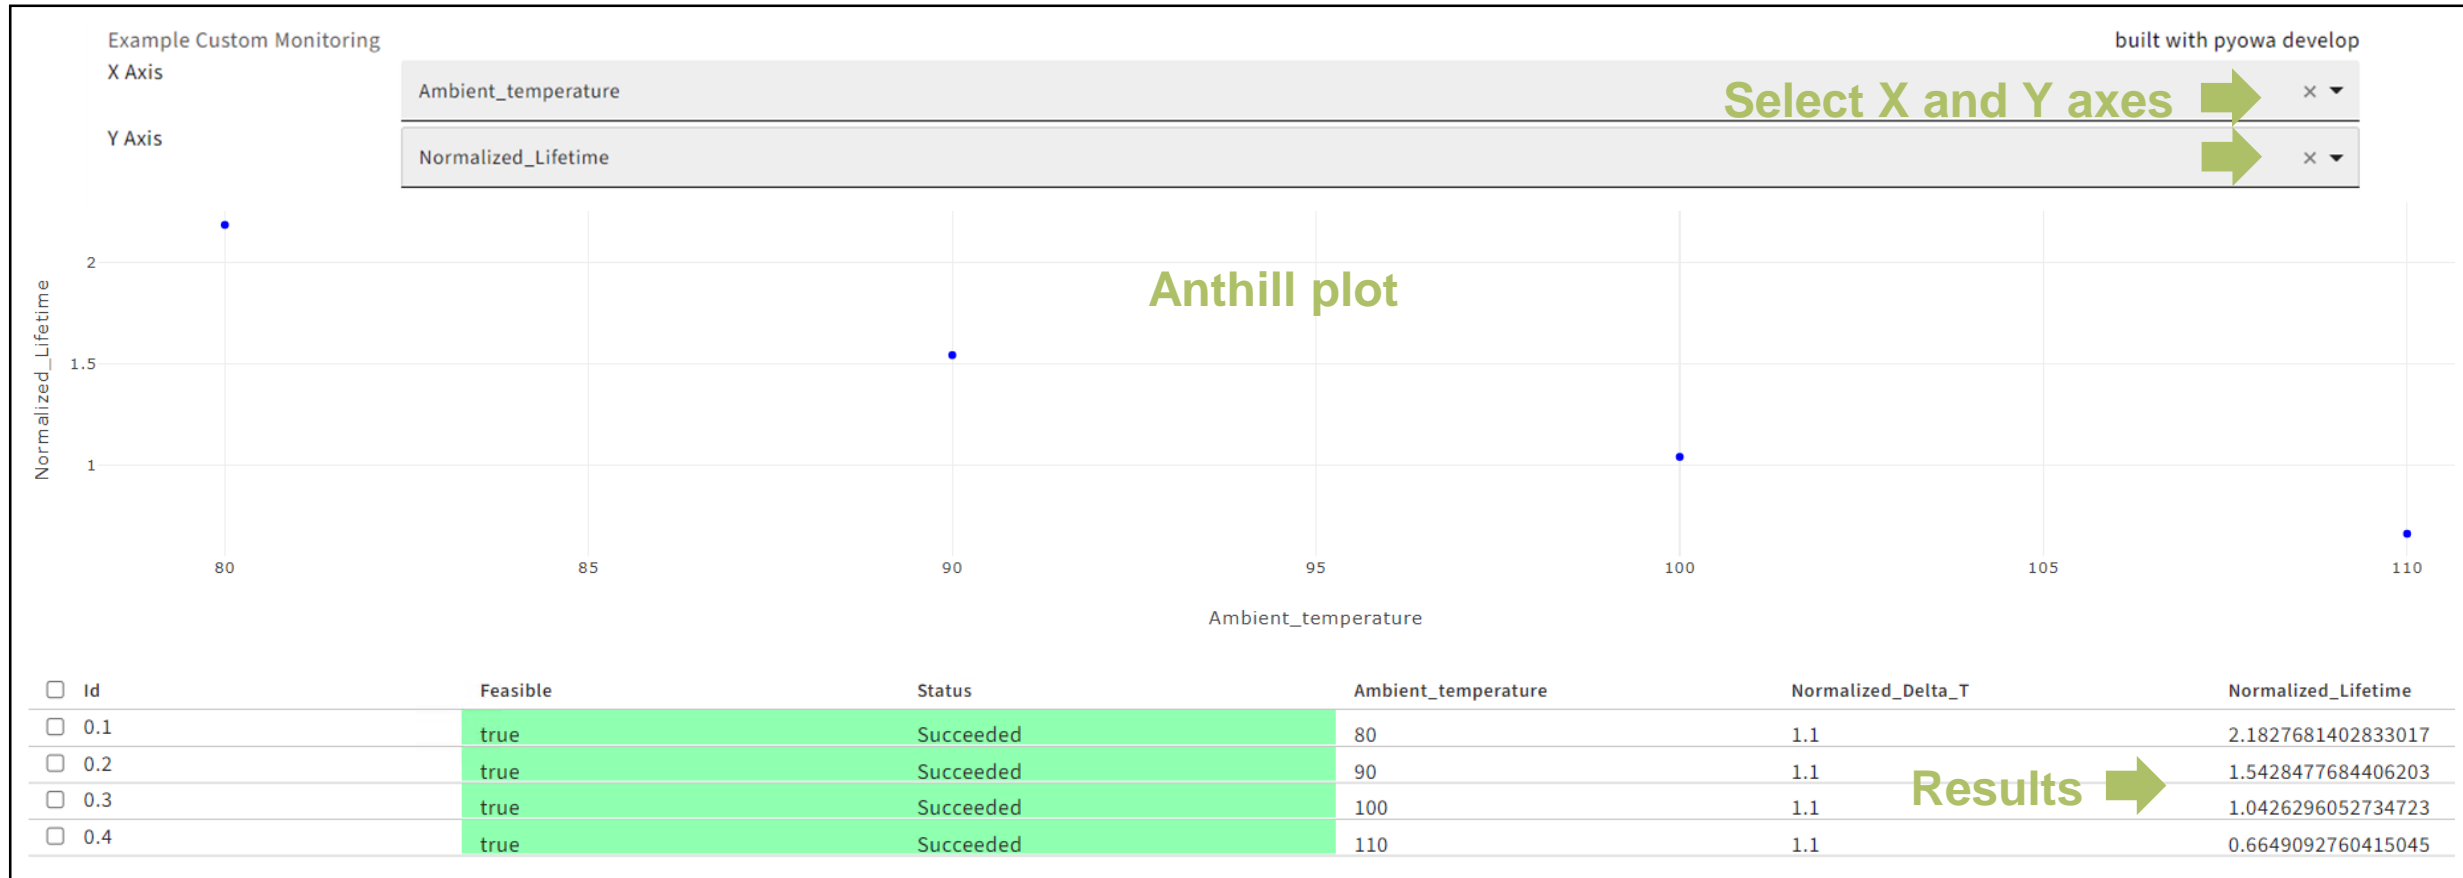 Example Custom Monitoring
built with pyowa develop
X Axis
Ambient_temperature
Select X and Y axes
Y Axis
Normalized_Lifetime
Anthill plot
Normalized_Lifetime
2
1.5
1
80 85 90 95 100 105 110
Ambient_temperature
Id Feasible Status Ambient_temperature Normalized_Delta_T Normalized_Lifetime
0.1 true Succeeded 80 1.1 2.1827681402833017
0.2 true Succeeded 90 1.1 1.5428477684406203
Results
0.3 true Succeeded 100 1.1 1.0426296052734723
0.4 true Succeeded 110 1.1 0.6649092760415045